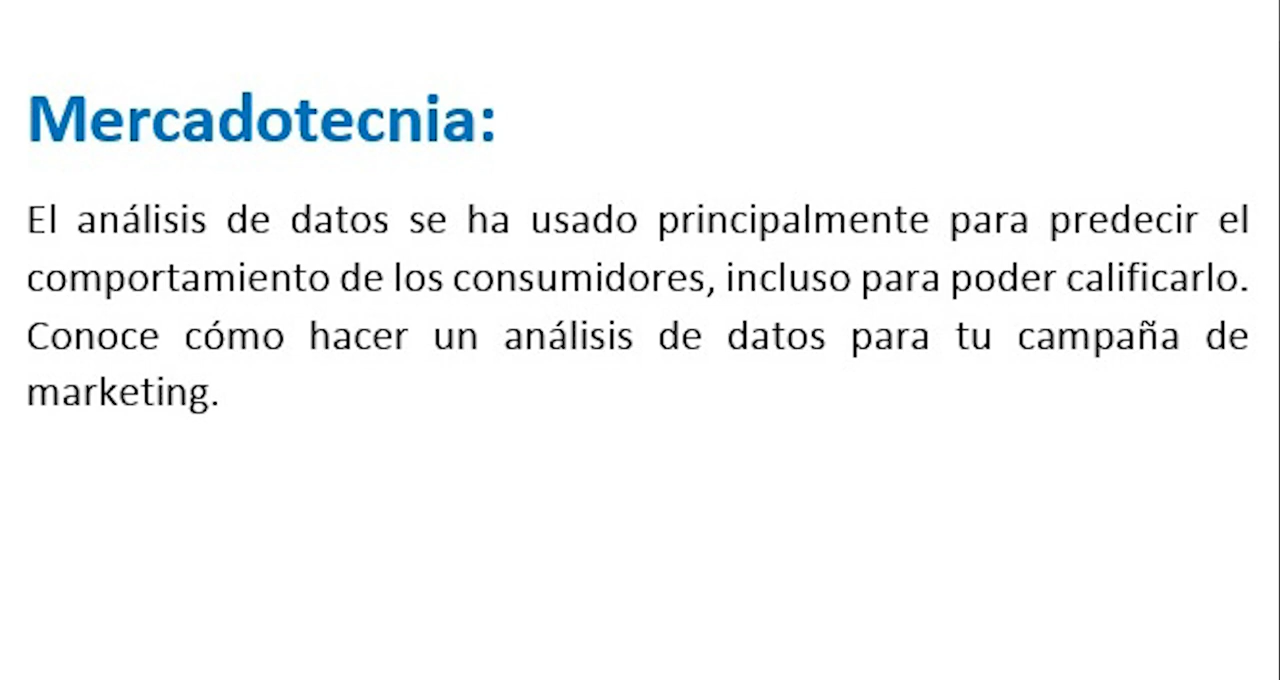 Mercadotecnia:
El análisis de datos se ha usado principalmente para predecir el
comportamiento de los consumidores, incluso para poder calificarlo.
Conoce cómo hacer un análisis de datos para tu campaña de
marketing.